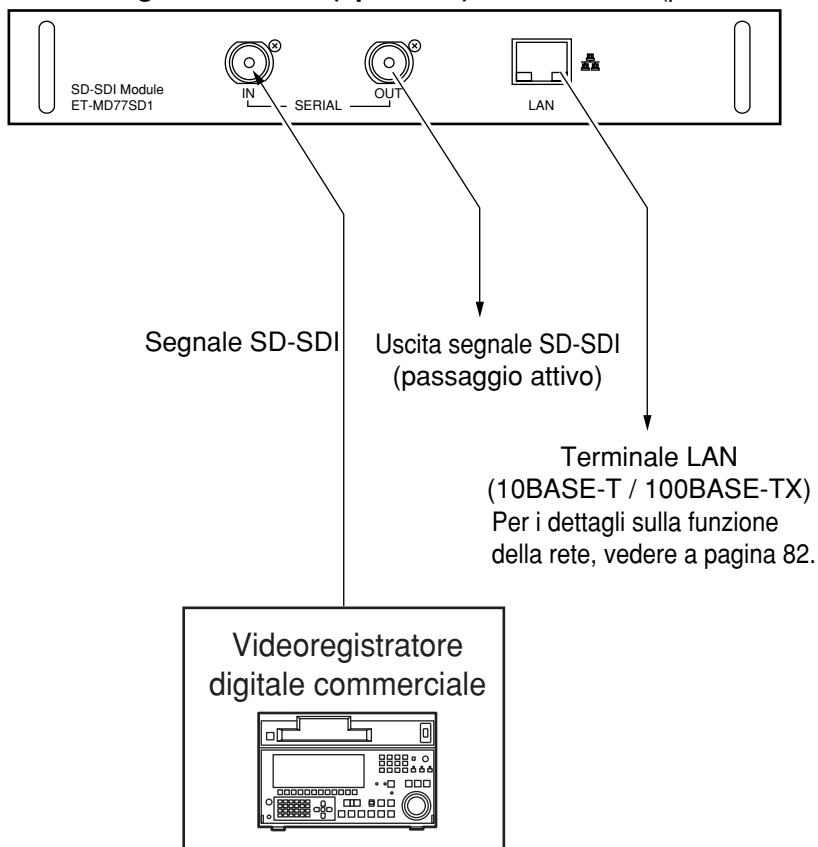 SD-SDI Module
ET-MD77SD1
IN
SERIAL
OUT
LAN
Segnale SD-SDI
Uscita segnale SD-SDI
(passaggio attivo)
Terminale LAN
(10BASE-T / 100BASE-TX)
Per i dettagli sulla funzione
della rete, vedere a pagina 82.
Videoregistratore
digitale commerciale